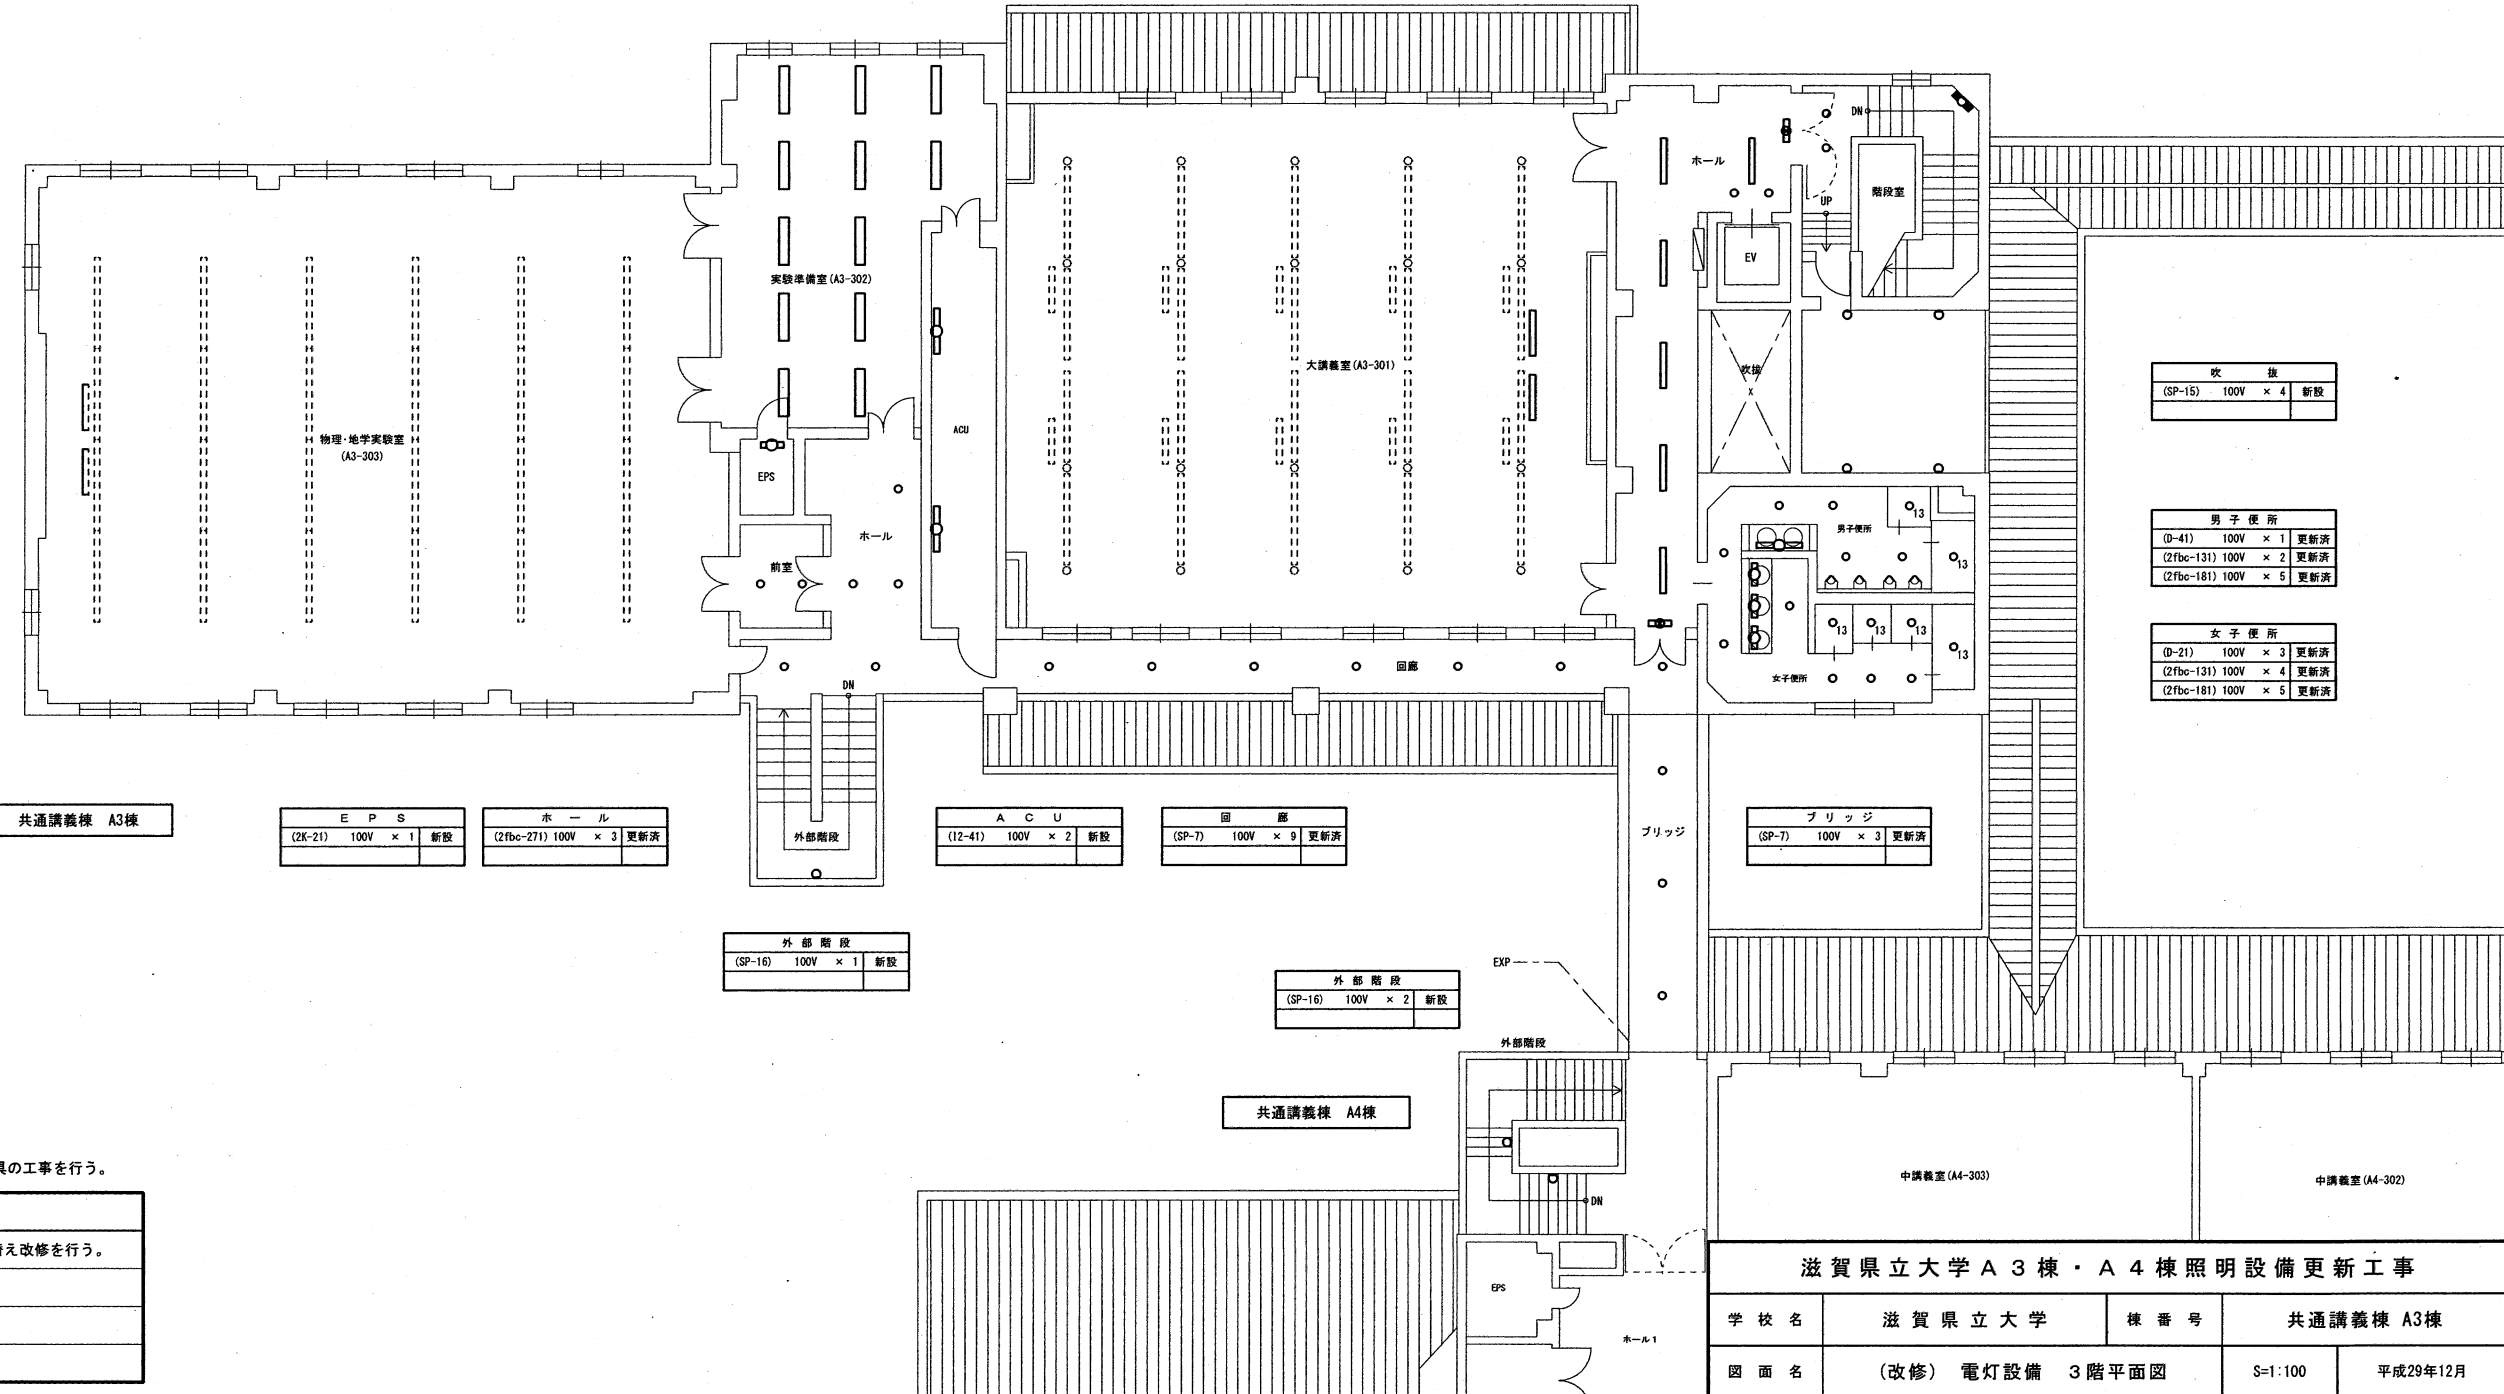 DN
ホール
階段室
UP
EV
実験準備室(A3-302)
大講義室(A3-301)
吹抜
x
物理・地学実験室
(A3-303)
ACU
EPS
ホール
前室
男子便所
13
13
13
13
13
13
女子便所
回廊
DN
外部階段
ブリッジ
吹 抜
(SP-15) 100V × 4 新設
男子便所
(D-41) 100V × 1 更新済
(2fbc-131) 100V × 2 更新済
(2fbc-181) 100V × 5 更新済
女子便所
(D-21) 100V × 3 更新済
(2fbc-131) 100V × 4 更新済
(2fbc-181) 100V × 5 更新済
共通講義棟 A3棟
E P S
(2K-21) 100V × 1 新設
ホ ー ル
(2fbc-271) 100V × 3 更新済
A C U
(I2-41) 100V × 2 新設
回 廊
(SP-7) 100V × 9 更新済
ブリッジ
(SP-7) 100V × 3 更新済
外部階段
(SP-16) 100V × 1 新設
外部階段
(SP-16) 100V × 2 新設
EXP
外部階段
共通講義棟 A4棟
DN
EPS
ホール1
中講義室(A4-303)
中講義室(A4-302)
具の工事を行う。
替え改修を行う。
滋賀県立大学A3棟・A4棟照明設備更新工事
学校名 滋賀県立大学 棟番号 共通講義棟 A3棟
図面名 (改修) 電灯設備 3階平面図 S=1:100 平成29年12月